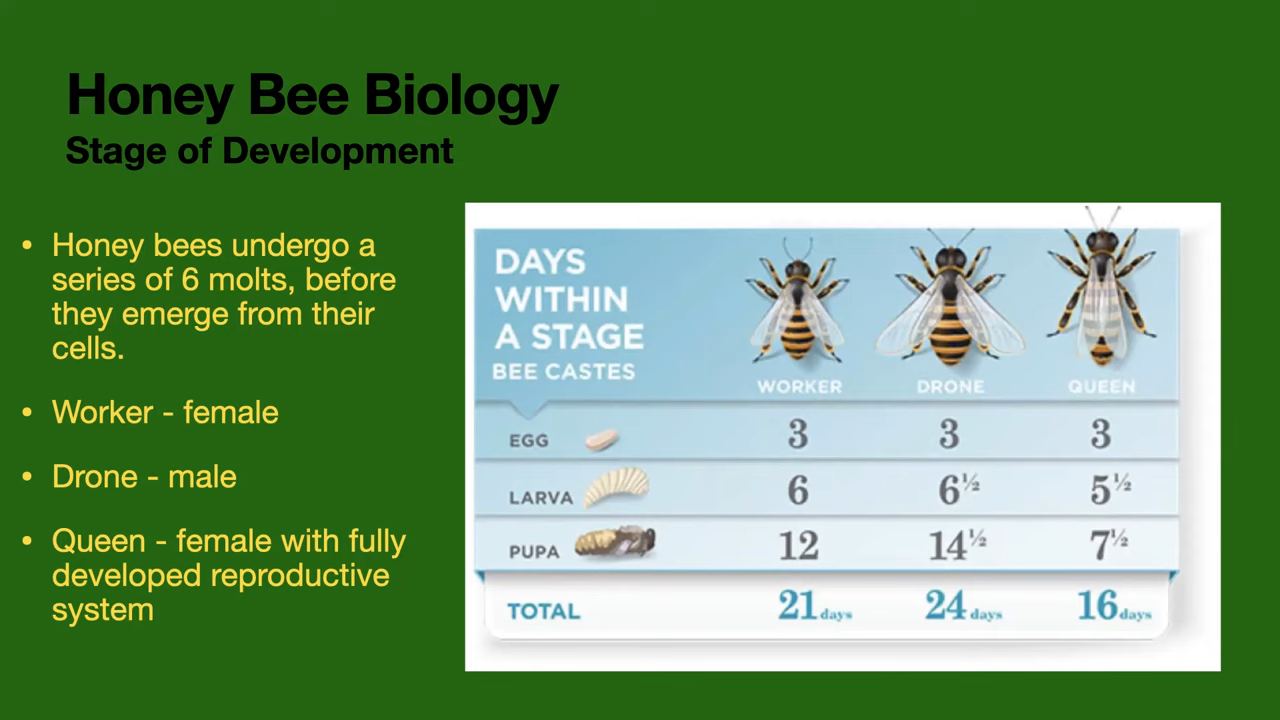 Honey Bee Biology
Stage of Development
• Honey bees undergo a
series of 6 molts, before
they emerge from their
cells.
• Worker - female
• Drone - male
• Queen - female with fully
developed reproductive
system
DAYS
WITHIN
A STAGE
BEE CASTES
WORKER DRONE QUEEN
EGG 3 3 3
LARVA 6 6½ 5½
PUPA 12 14½ 7½
TOTAL 21 days 24 days 16 days